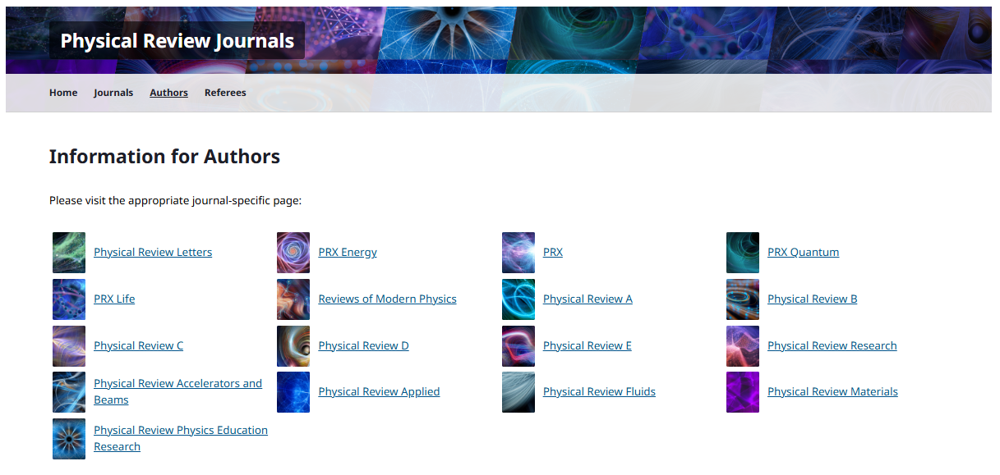 Physical Review Journals
Home Journals Authors Referees
Information for Authors
Please visit the appropriate journal-specific page:
Physical Review Letters
PRX Energy
PRX
PRX Quantum
PRX Life
Reviews of Modern Physics
Physical Review A
Physical Review B
Physical Review C
Physical Review D
Physical Review E
Physical Review Research
Physical Review Accelerators and
Beams
Physical Review Applied
Physical Review Fluids
Physical Review Materials
Physical Review Physics Education
Research